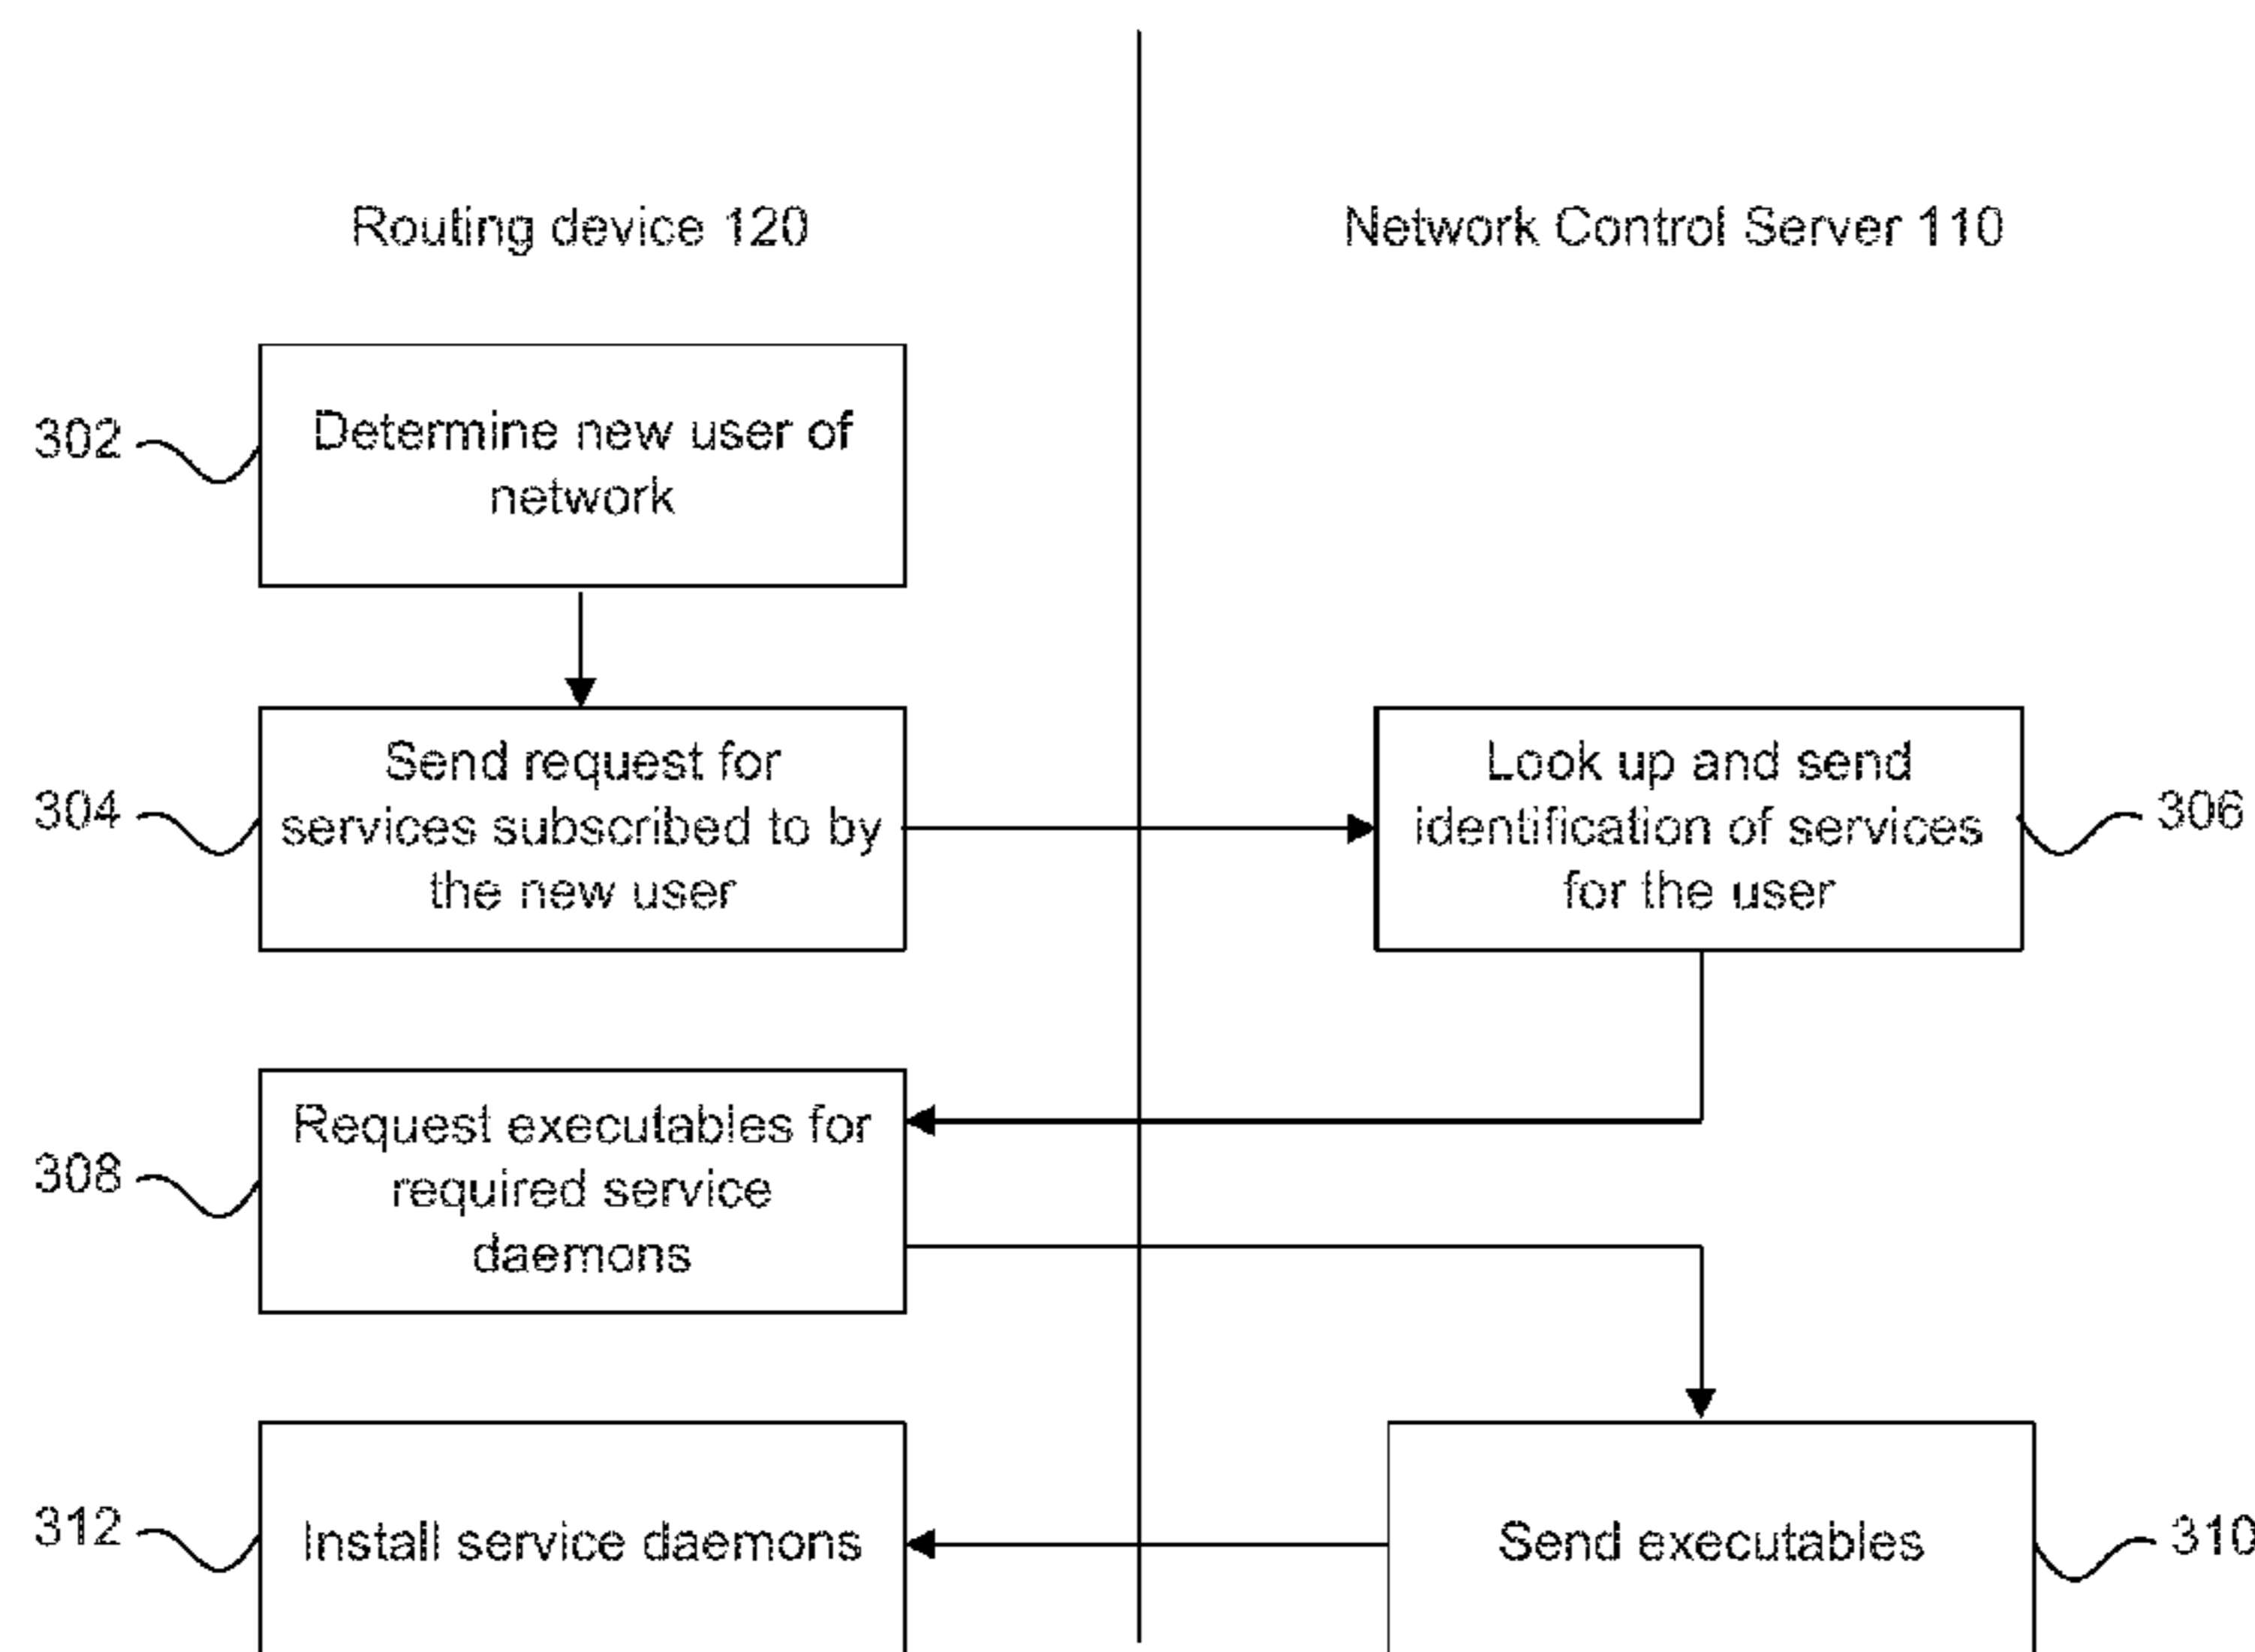 Routing device 120
Network Control Server 110
302
Determine new user of
network
304
Send request for
services subscribed to by
the new user
Look up and send
identification of services
for the user
306
308
Request executables for
required service
daemons
312
Install service daemons
Send executables
310